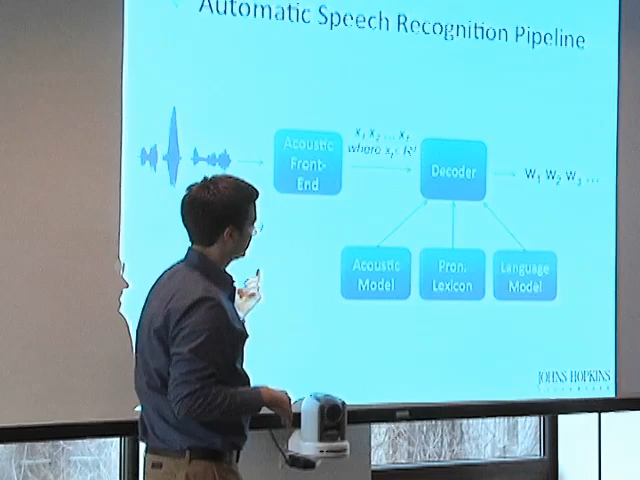 Automatic Speech Recognition Pipeline
Acoustic
Front-
End
X₁ X₂ ... Xₜ
where xₜ ∈
Decoder
W₁ W₂ W₃ ...
Acoustic
Model
Pron.
Lexicon
Language
Model
JOHNS HOPKINS
UNIVERSITY